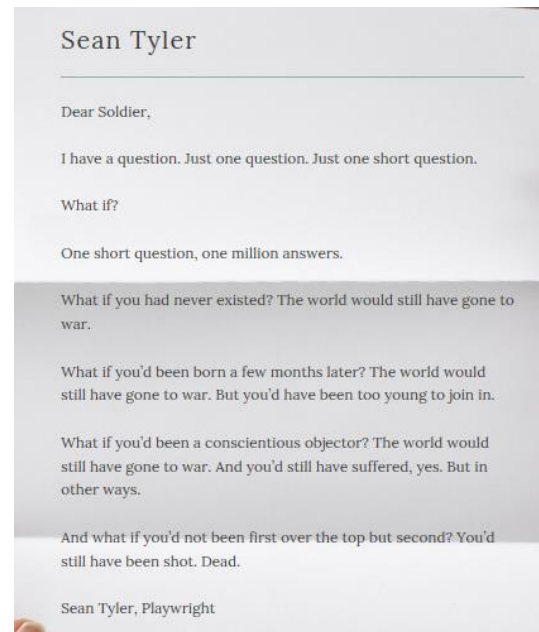 Sean Tyler
Dear Soldier,
I have a question. Just one question. Just one short question.
What if?
One short question, one million answers.
What if you had never existed? The world would still have gone to
war.
What if you’d been born a few months later? The world would
still have gone to war. But you’d have been too young to join in.
What if you’d been a conscientious objector? The world would
still have gone to war. And you’d still have suffered, yes. But in
other ways.
And what if you’d not been first over the top but second? You’d
still have been shot. Dead.
Sean Tyler, Playwright